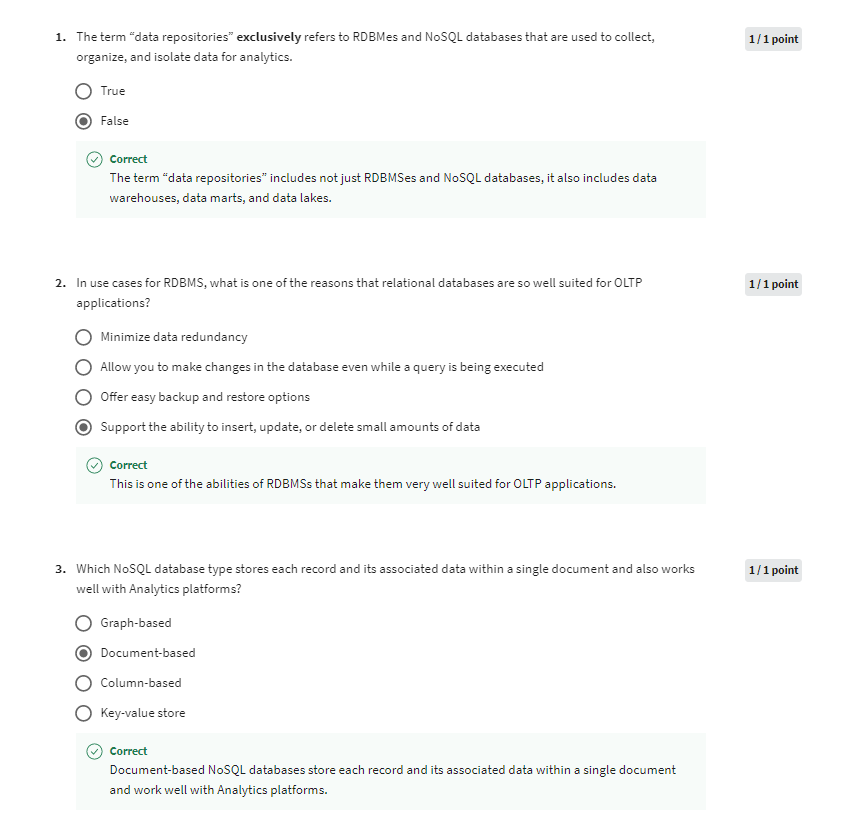 1. The term “data repositories” exclusively refers to RDBMes and NoSQL databases that are used to collect,
organize, and isolate data for analytics.
1 / 1 point
True
False
Correct
The term “data repositories” includes not just RDBMSes and NoSQL databases, it also includes data
warehouses, data marts, and data lakes.
2. In use cases for RDBMS, what is one of the reasons that relational databases are so well suited for OLTP
applications?
1 / 1 point
Minimize data redundancy
Allow you to make changes in the database even while a query is being executed
Offer easy backup and restore options
Support the ability to insert, update, or delete small amounts of data
Correct
This is one of the abilities of RDBMSs that make them very well suited for OLTP applications.
3. Which NoSQL database type stores each record and its associated data within a single document and also works
well with Analytics platforms?
1 / 1 point
Graph-based
Document-based
Column-based
Key-value store
Correct
Document-based NoSQL databases store each record and its associated data within a single document
and work well with Analytics platforms.